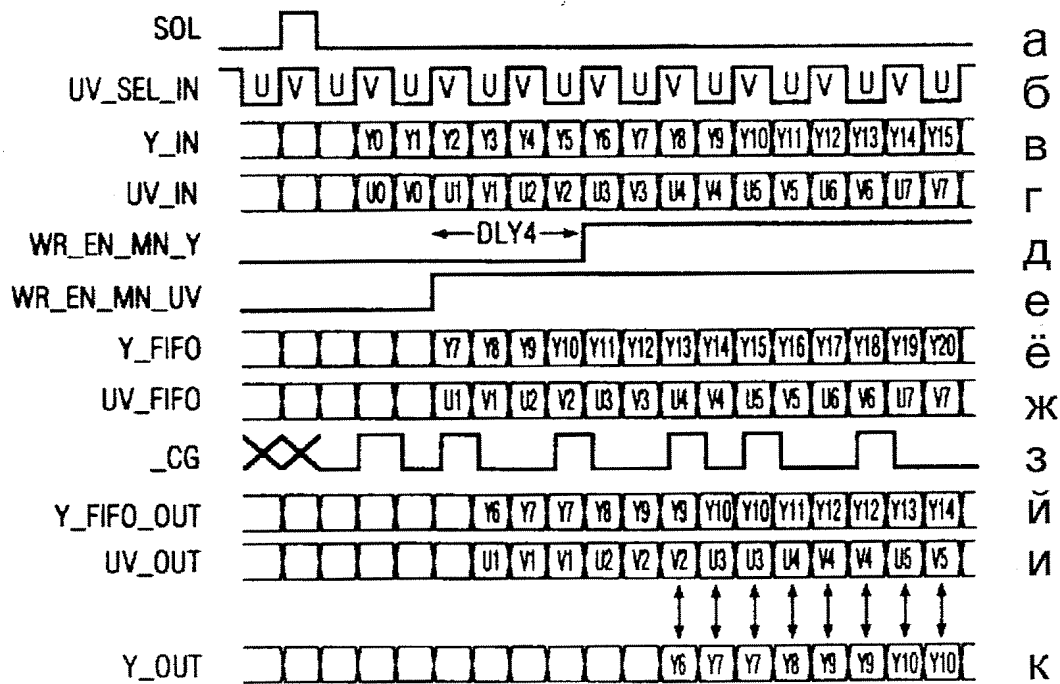 SOL а
UV_SEL_IN U V U V U V U V U V U V U V U V U V U б
Y_IN Y0 Y1 Y2 Y3 Y4 Y5 Y6 Y7 Y8 Y9 Y10 Y11 Y12 Y13 Y14 Y15 в
UV_IN U0 V0 U1 V1 U2 V2 U3 V3 U4 V4 U5 V5 U6 V6 U7 V7 г
WR_EN_MN_Y DLY4 д
WR_EN_MN_UV е
Y_FIFO Y7 Y8 Y9 Y10 Y11 Y12 Y13 Y14 Y15 Y16 Y17 Y18 Y19 Y20 ё
UV_FIFO U1 V1 U2 V2 U3 V3 U4 V4 U5 V5 U6 V6 U7 V7 ж
_CG з
Y_FIFO_OUT Y6 Y7 Y7 Y8 Y9 Y9 Y10 Y10 Y11 Y12 Y12 Y13 Y14 й
UV_OUT U1 V1 V1 U2 V2 V2 U3 U3 U4 V4 V4 U5 V5 и
Y_OUT Y6 Y7 Y7 Y8 Y9 Y9 Y10 Y10 к